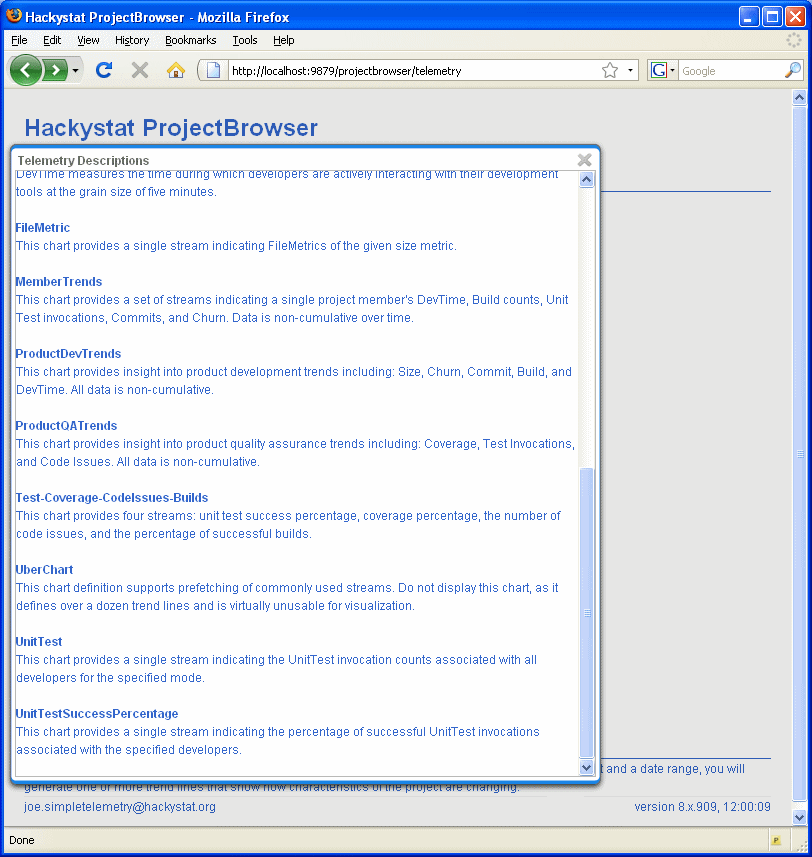 Hackystat ProjectBrowser - Mozilla Firefox
File Edit View History Bookmarks Tools Help
http://localhost:9879/projectbrowser/telemetry
G
Google
Hackystat ProjectBrowser
Telemetry Descriptions
DevTime measures the time during which developers are actively interacting with their development
tools at the grain size of five minutes.
FileMetric
This chart provides a single stream indicating FileMetrics of the given size metric.
MemberTrends
This chart provides a set of streams indicating a single project member's DevTime, Build counts, Unit
Test invocations, Commits, and Churn. Data is non-cumulative over time.
ProductDevTrends
This chart provides insight into product development trends including: Size, Churn, Commit, Build, and
DevTime. All data is non-cumulative.
ProductQATrends
This chart provides insight into product quality assurance trends including: Coverage, Test Invocations,
and Code Issues. All data is non-cumulative.
Test-Coverage-CodeIssues-Builds
This chart provides four streams: unit test success percentage, coverage percentage, the number of
code issues, and the percentage of successful builds.
UberChart
This chart definition supports prefetching of commonly used streams. Do not display this chart, as it
defines over a dozen trend lines and is virtually unusable for visualization.
UnitTest
This chart provides a single stream indicating the UnitTest invocation counts associated with all
developers for the specified mode.
UnitTestSuccessPercentage
This chart provides a single stream indicating the percentage of successful UnitTest invocations
associated with the specified developers.
t and a date range, you will
generate one or more trend lines that show how characteristics of the project are changing.
joe.simpletelemetry@hackystat.org version 8.x.909, 12:00:09
Done
P